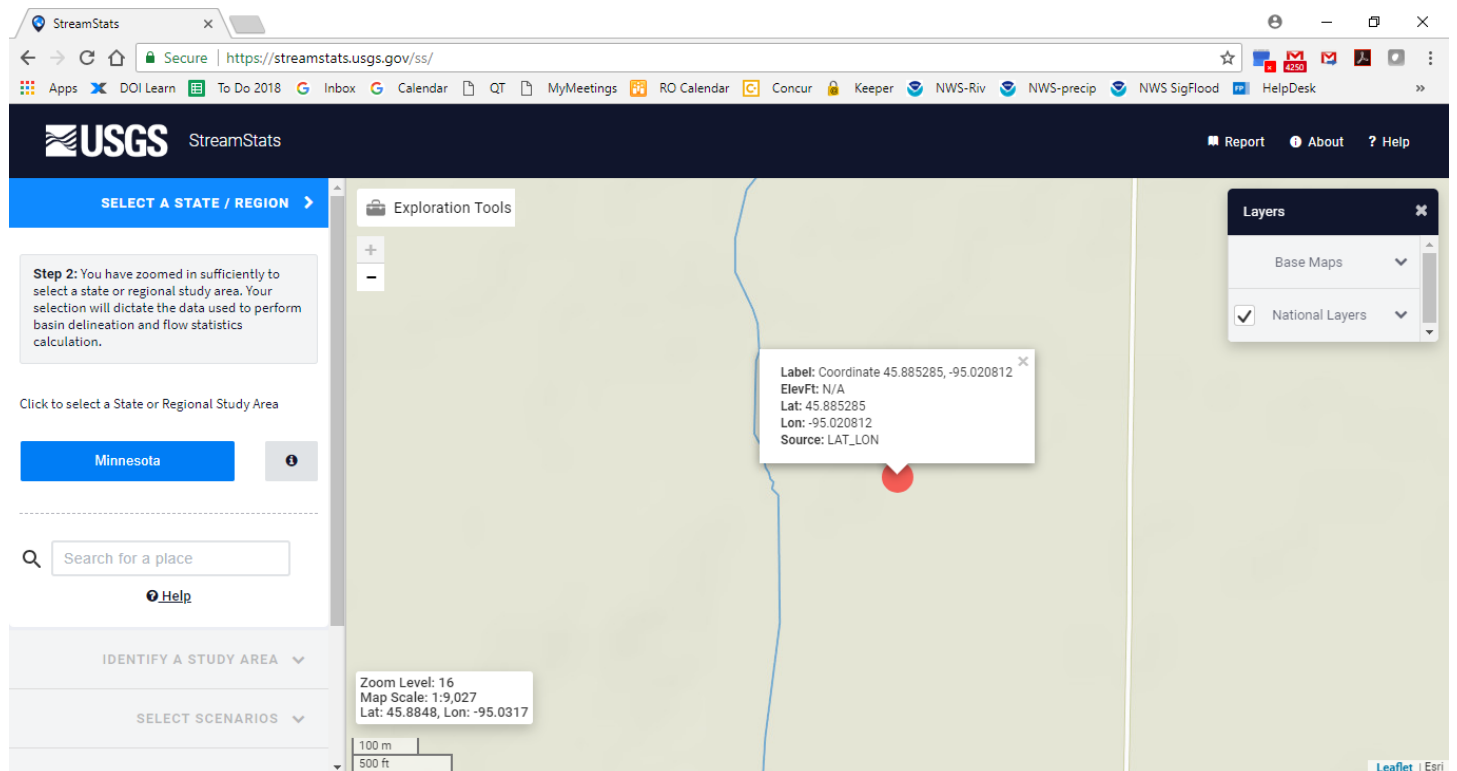 StreamStats
Secure | https://streamstats.usgs.gov/ss/
4250
Apps DOI Learn To Do 2018 Inbox Calendar QT MyMeetings RO Calendar Concur Keeper NWS-Riv NWS-precip NWS SigFlood HelpDesk »
USGS StreamStats
Report About ? Help
SELECT A STATE / REGION
Step 2: You have zoomed in sufficiently to
select a state or regional study area. Your
selection will dictate the data used to perform
basin delineation and flow statistics
calculation.
Click to select a State or Regional Study Area
Minnesota
Search for a place
Help
IDENTIFY A STUDY AREA
SELECT SCENARIOS
Exploration Tools
+
−
Label: Coordinate 45.885285, -95.020812
ElevFt: N/A
Lat: 45.885285
Lon: -95.020812
Source: LAT_LON
Layers
Base Maps
National Layers
Zoom Level: 16
Map Scale: 1:9,027
Lat: 45.8848, Lon: -95.0317
100 m
500 ft
Leaflet | Esri